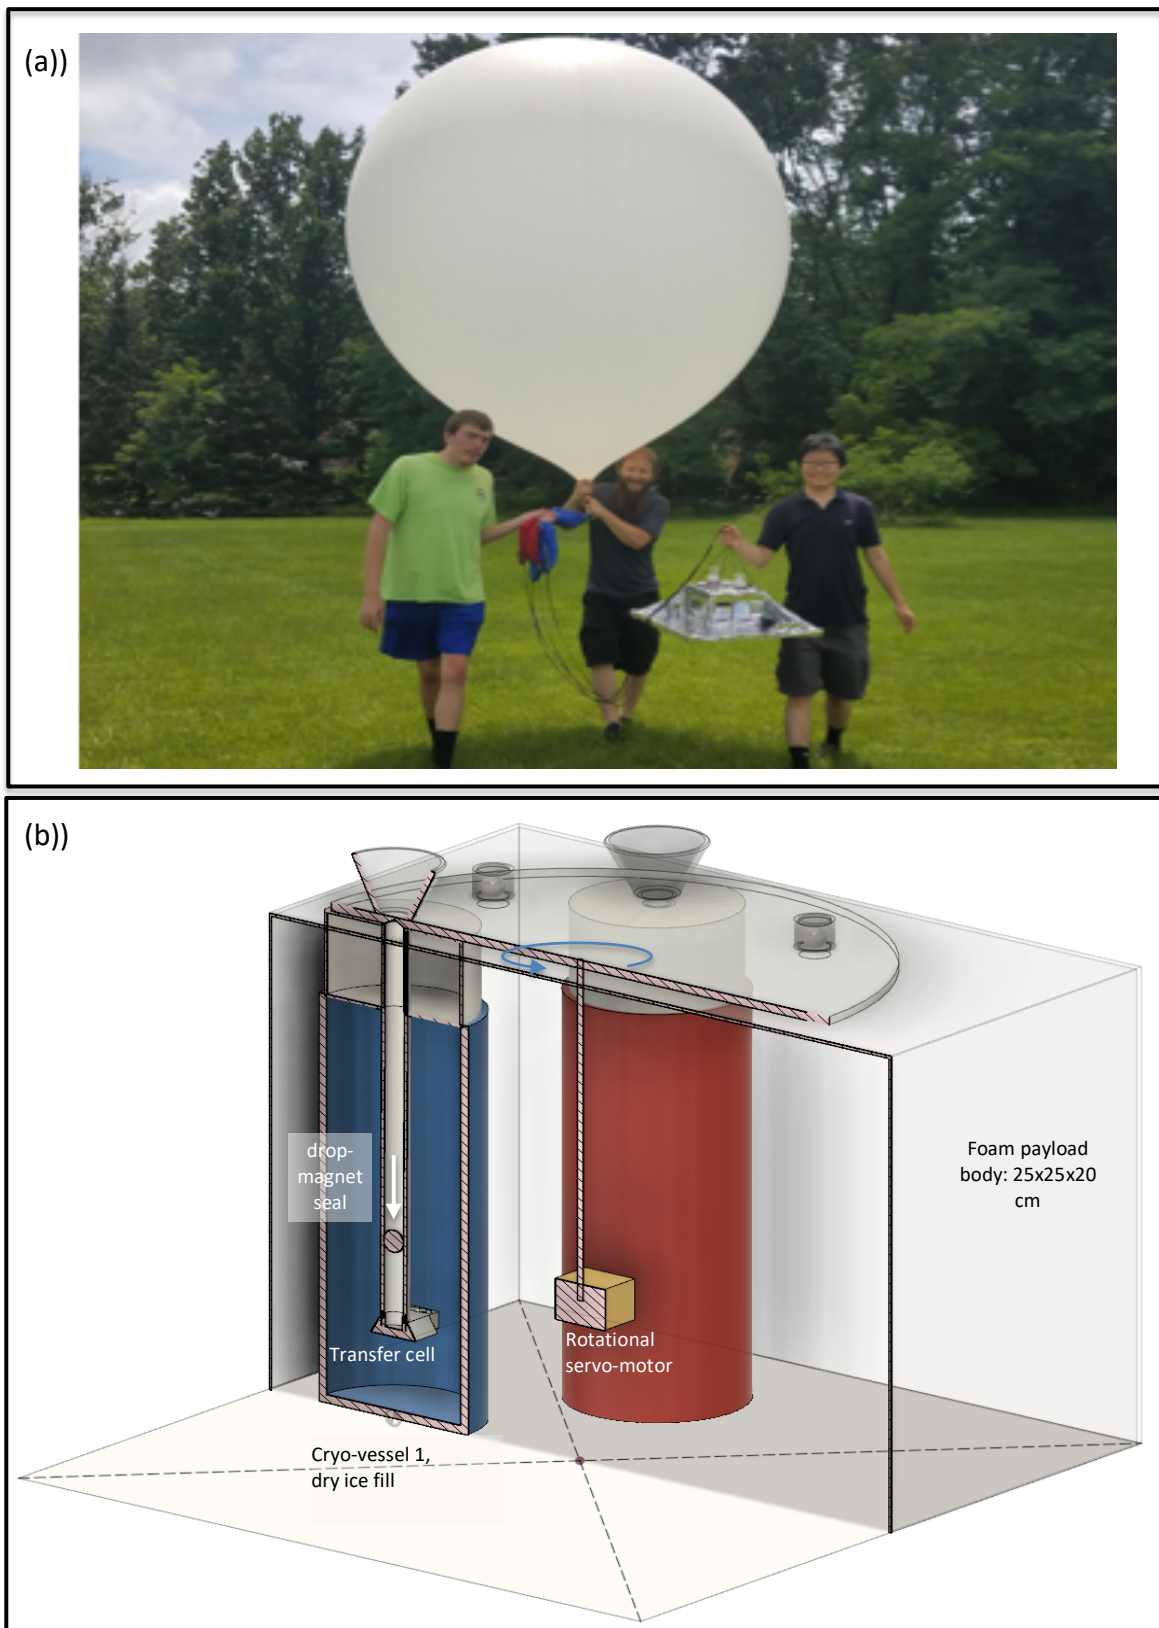 (a))
(b))
drop-
magnet
seal
Foam payload
body: 25x25x20
cm
Rotational
servo-motor
Transfer cell
Cryo-vessel 1,
dry ice fill